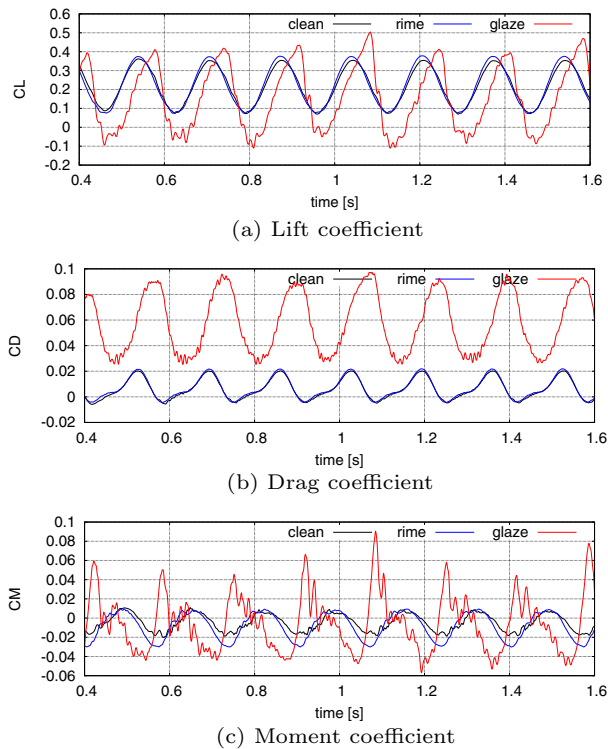 clean rime glaze
0.6
0.5
0.4
0.3
0.2
0.1
0
-0.1
-0.2
CL
0.4 0.6 0.8 1 1.2 1.4 1.6
time [s]
(a) Lift coefficient
clean rime glaze
0.1
0.08
0.06
0.04
0.02
0
-0.02
CD
0.4 0.6 0.8 1 1.2 1.4 1.6
time [s]
(b) Drag coefficient
clean rime glaze
0.1
0.08
0.06
0.04
0.02
0
-0.02
-0.04
-0.06
CM
0.4 0.6 0.8 1 1.2 1.4 1.6
time [s]
(c) Moment coefficient